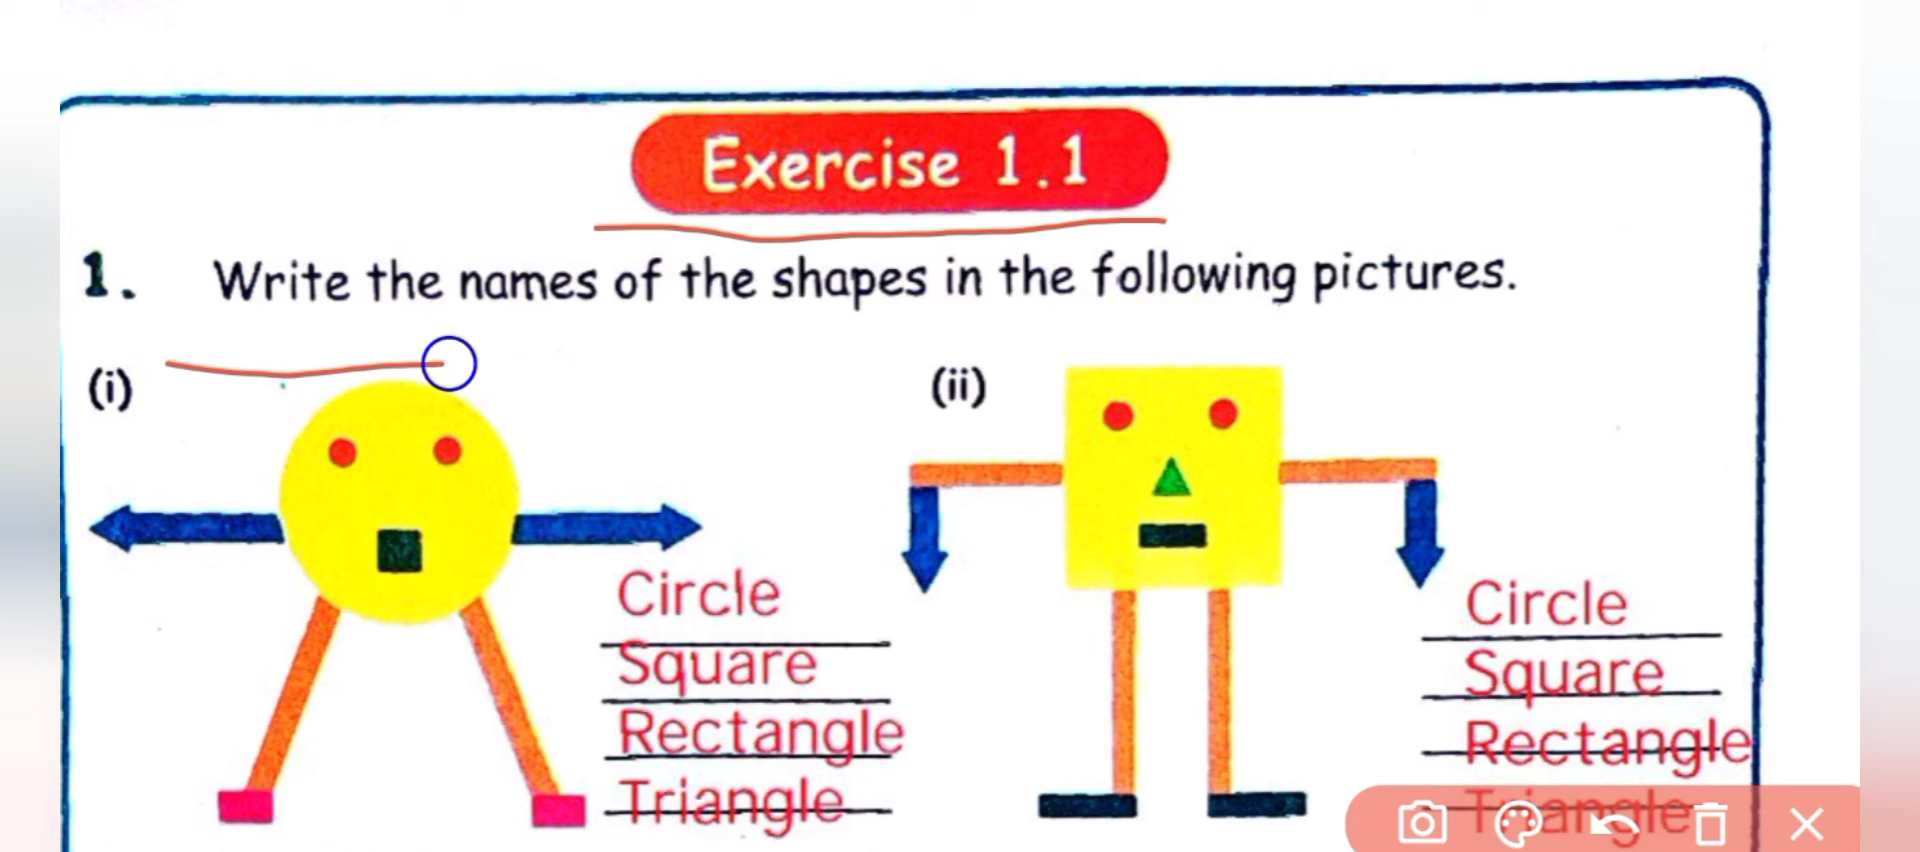 Exercise 1.1
1. Write the names of the shapes in the following pictures.
(i)
(ii)
Circle
Square
Rectangle
Triangle
Circle
Square
Rectangle
Triangle